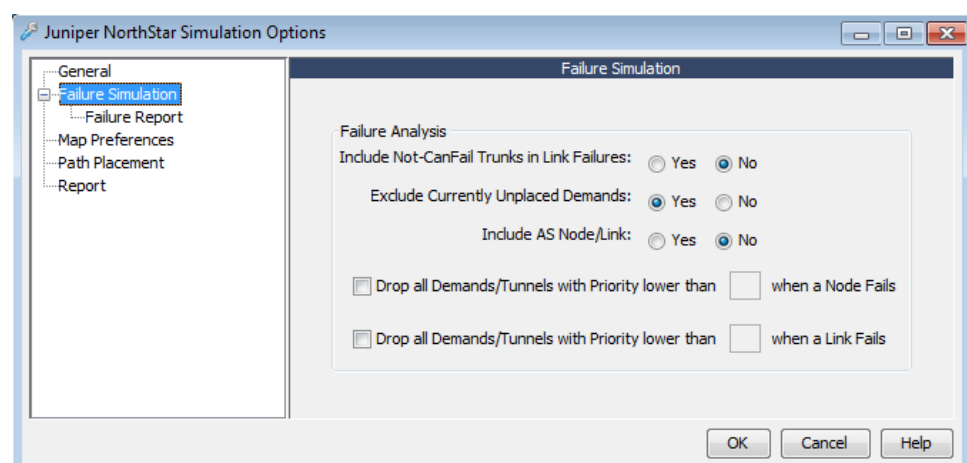 Juniper NorthStar Simulation Options
General
Failure Simulation
Failure Report
Map Preferences
Path Placement
Report
Failure Simulation
Failure Analysis
Include Not-CanFail Trunks in Link Failures: Yes No
Exclude Currently Unplaced Demands: Yes No
Include AS Node/Link: Yes No
Drop all Demands/Tunnels with Priority lower than when a Node Fails
Drop all Demands/Tunnels with Priority lower than when a Link Fails
OK Cancel Help